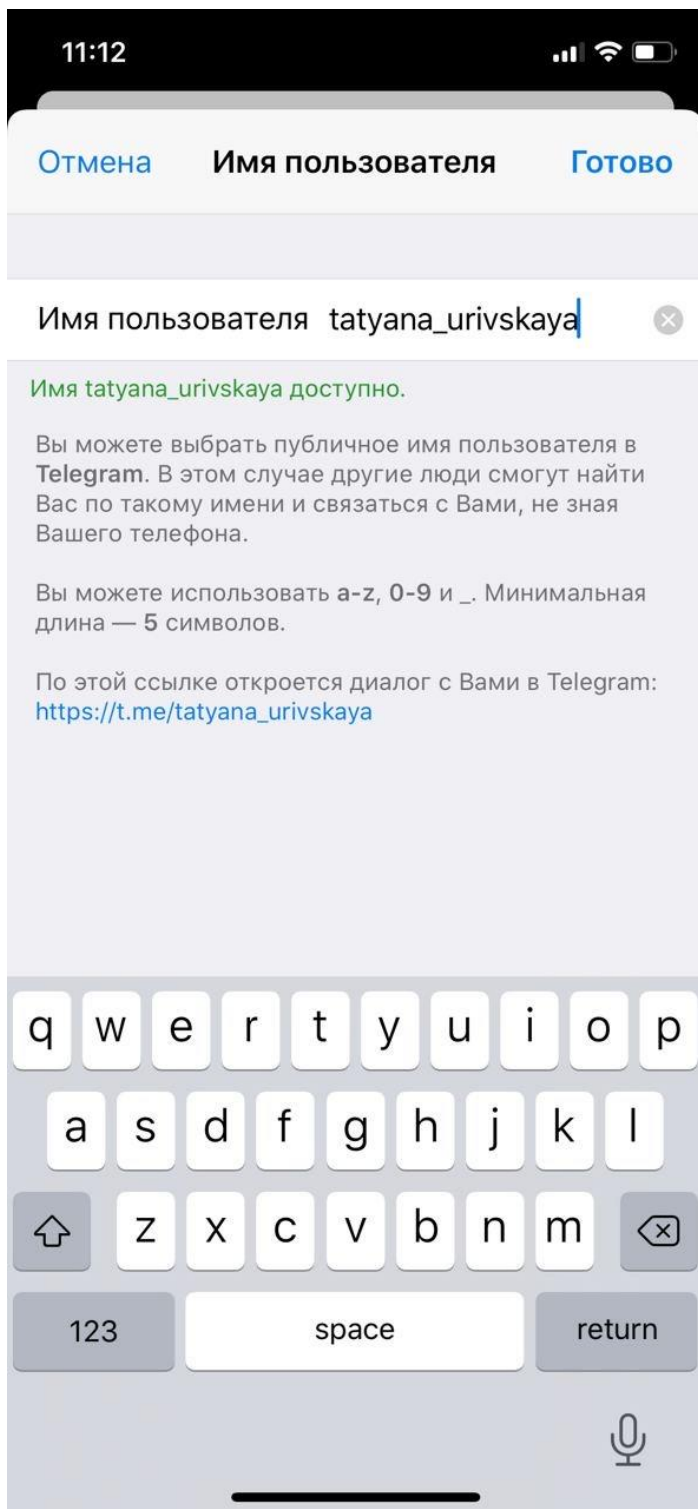 11:12
Отмена Имя пользователя Готово
Имя пользователя tatyana_urivskaya
Имя tatyana_urivskaya доступно.
Вы можете выбрать публичное имя пользователя в
Telegram. В этом случае другие люди смогут найти
Вас по такому имени и связаться с Вами, не зная
Вашего телефона.
Вы можете использовать a-z, 0-9 и _. Минимальная
длина — 5 символов.
По этой ссылке откроется диалог с Вами в Telegram:
https://t.me/tatyana_urivskaya
q w e r t y u i o p
a s d f g h j k l
z x c v b n m
123 space return